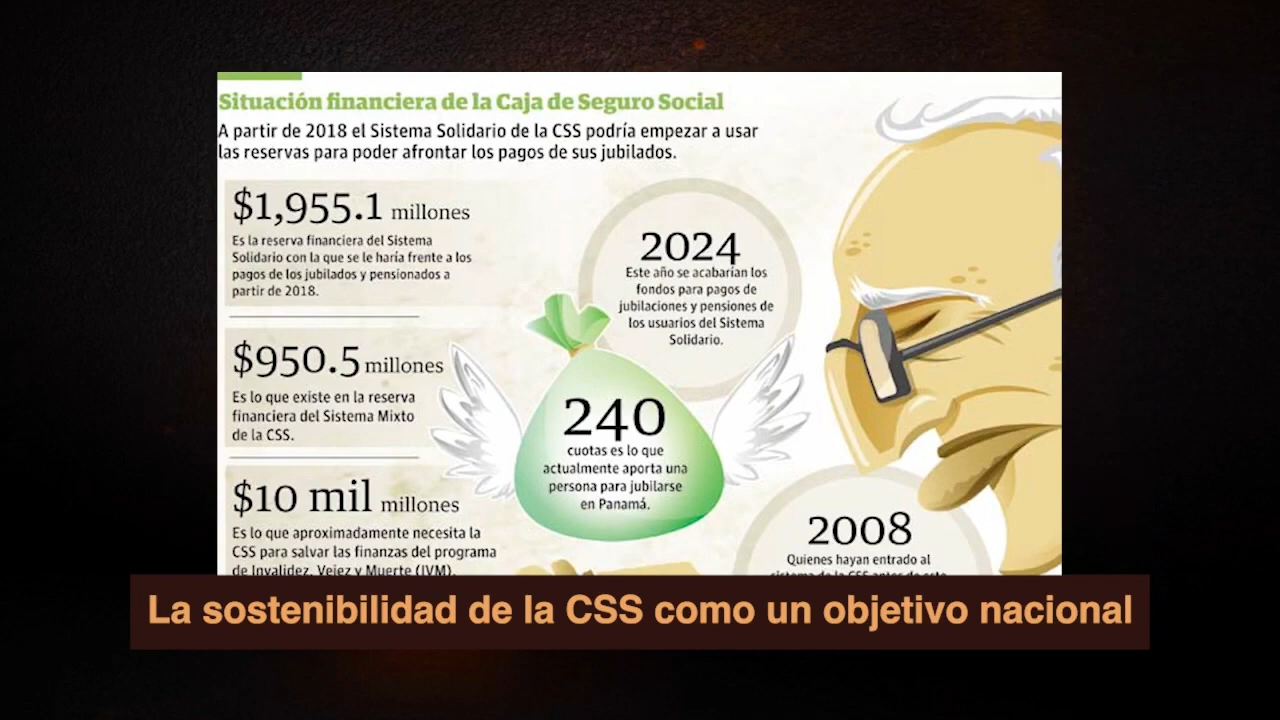 Situación financiera de la Caja de Seguro Social
A partir de 2018 el Sistema Solidario de la CSS podría empezar a usar
las reservas para poder afrontar los pagos de sus jubilados.
$1,955.1 millones
Es la reserva financiera del Sistema
Solidario con la que se le haría frente a los
pagos de los jubilados y pensionados a
partir de 2018.
$950.5 millones
Es lo que existe en la reserva
financiera del Sistema Mixto
de la CSS.
$10 mil millones
Es lo que aproximadamente necesita la
CSS para salvar las finanzas del programa
de Invalidez, Vejez y Muerte (IVM).
2024
Este año se acabarían los
fondos para pagos de
jubilaciones y pensiones de
los usuarios del Sistema
Solidario.
240
cuotas es lo que
actualmente aporta una
persona para jubilarse
en Panamá.
2008
Quienes hayan entrado al
sistema de la CSS antes de este
La sostenibilidad de la CSS como un objetivo nacional